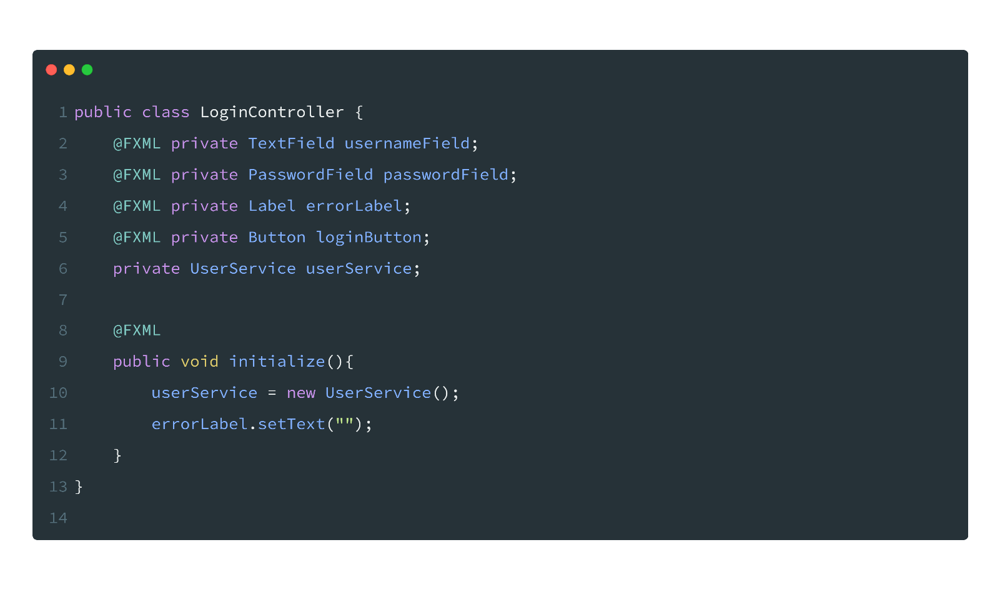 1 public class LoginController {
2     @FXML private TextField usernameField;
3     @FXML private PasswordField passwordField;
4     @FXML private Label errorLabel;
5     @FXML private Button loginButton;
6     private UserService userService;
7
8     @FXML
9     public void initialize(){
10         userService = new UserService();
11         errorLabel.setText("");
12     }
13 }
14